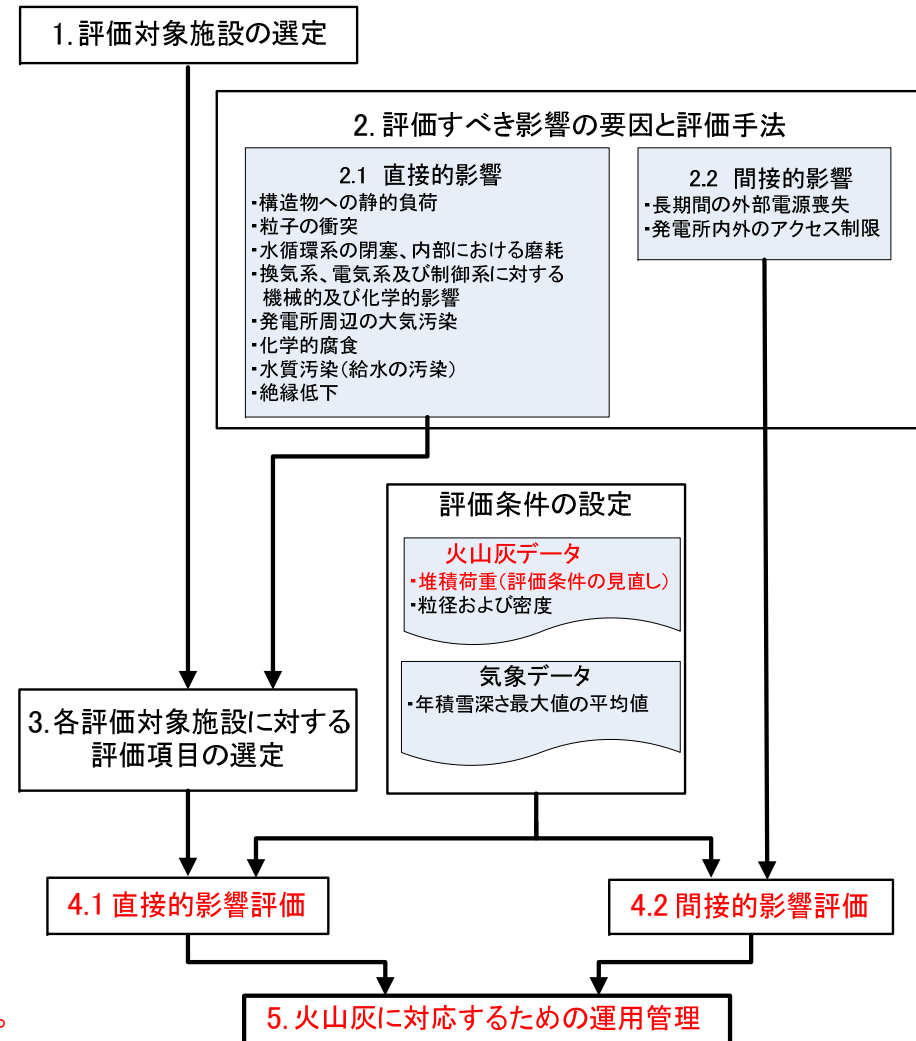 1.評価対象施設の選定
2.評価すべき影響の要因と評価手法
2.1 直接的影響
・構造物への静的負荷
・粒子の衝突
・水循環系の閉塞、内部における磨耗
・換気系、電気系及び制御系に対する
機械的及び化学的影響
・発電所周辺の大気汚染
・化学的腐食
・水質汚染(給水の汚染)
・絶縁低下
2.2 間接的影響
・長期間の外部電源喪失
・発電所内外のアクセス制限
評価条件の設定
火山灰データ
・堆積荷重(評価条件の見直し)
・粒径および密度
気象データ
・年積雪深さ最大値の平均値
3.各評価対象施設に対する
評価項目の選定
4.1 直接的影響評価
4.2 間接的影響評価
。
5.火山灰に対応するための運用管理